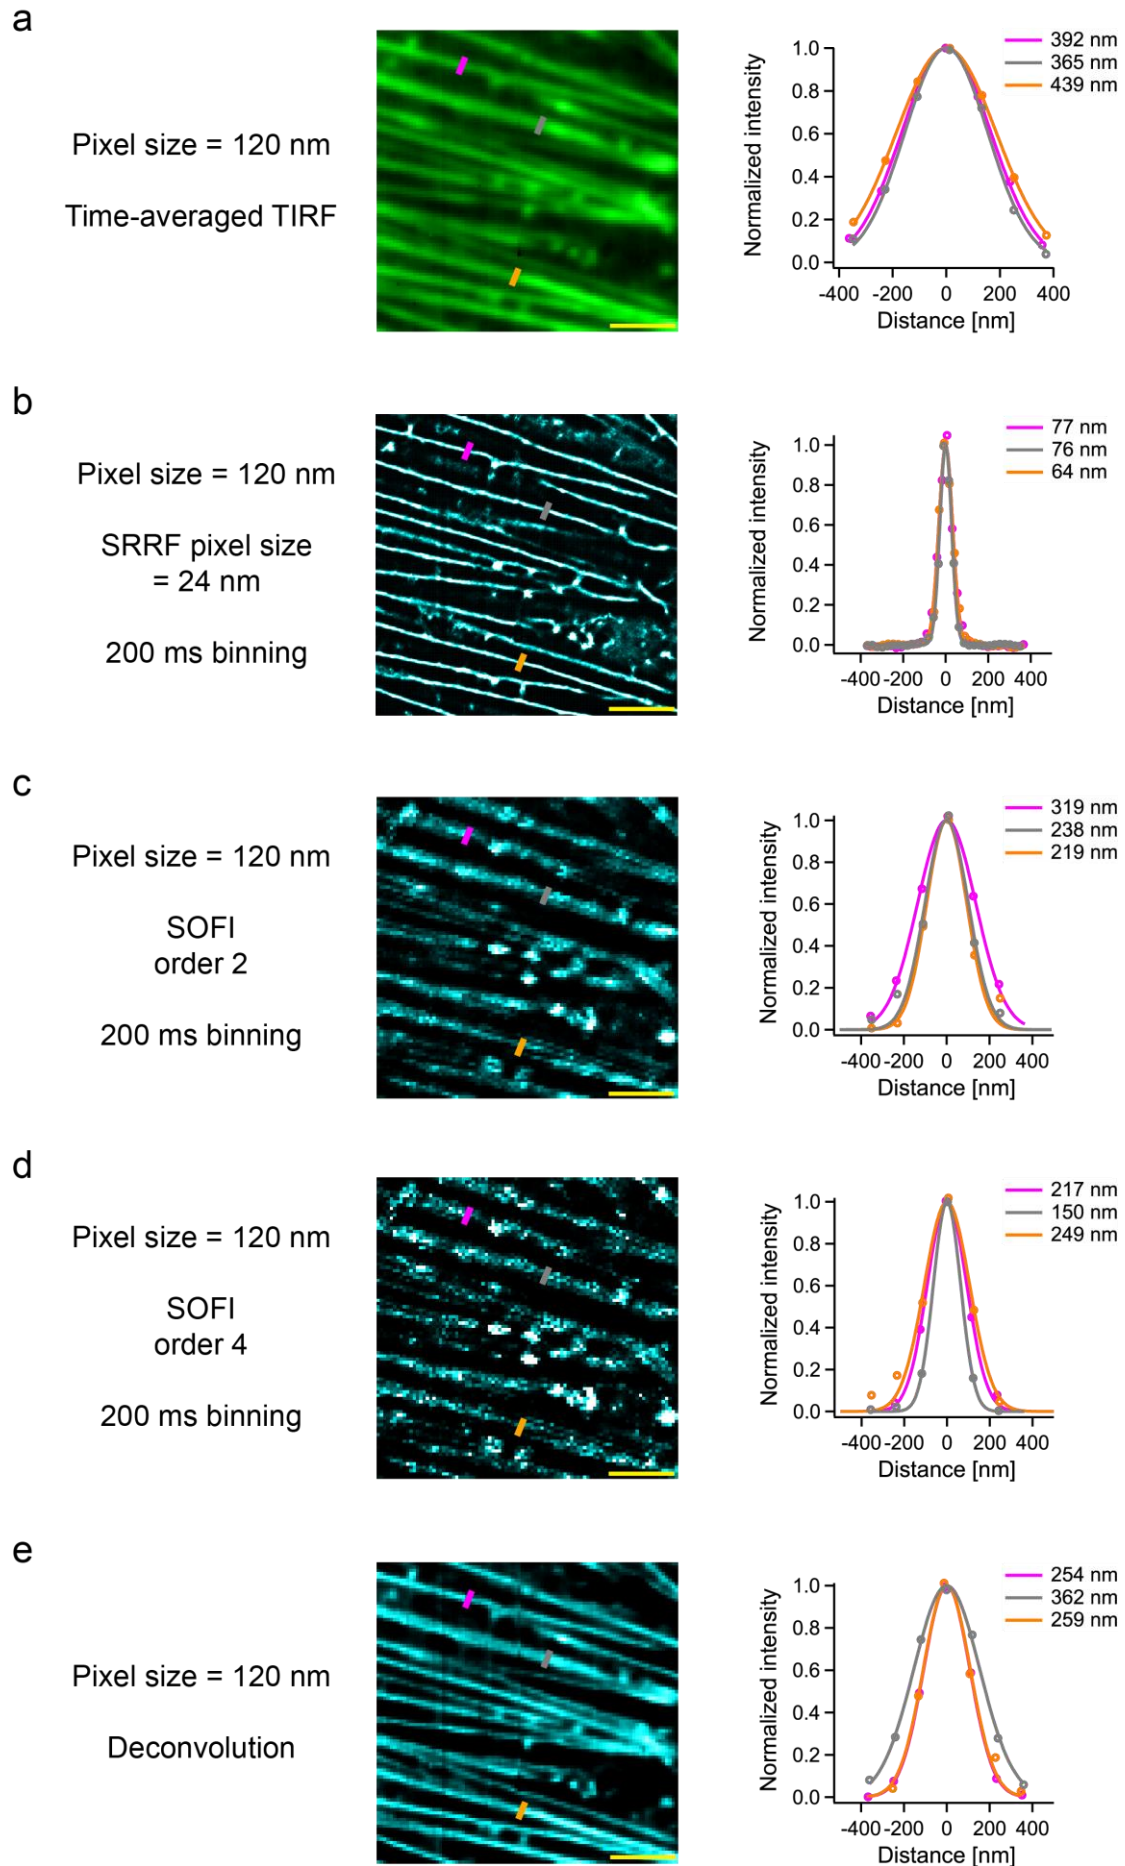 a
Pixel size = 120 nm
Time-averaged TIRF
Normalized intensity
1.0
0.8
0.6
0.4
0.2
0.0
-400 -200 0 200 400
Distance [nm]
392 nm
365 nm
439 nm
b
Pixel size = 120 nm
SRRF pixel size
= 24 nm
200 ms binning
Normalized intensity
1.0
0.8
0.6
0.4
0.2
0.0
-400 -200 0 200 400
Distance [nm]
77 nm
76 nm
64 nm
c
Pixel size = 120 nm
SOFI
order 2
200 ms binning
Normalized intensity
1.0
0.8
0.6
0.4
0.2
0.0
-400 -200 0 200 400
Distance [nm]
319 nm
238 nm
219 nm
d
Pixel size = 120 nm
SOFI
order 4
200 ms binning
Normalized intensity
1.0
0.8
0.6
0.4
0.2
0.0
-400 -200 0 200 400
Distance [nm]
217 nm
150 nm
249 nm
e
Pixel size = 120 nm
Deconvolution
Normalized intensity
1.0
0.8
0.6
0.4
0.2
0.0
-400 -200 0 200 400
Distance [nm]
254 nm
362 nm
259 nm